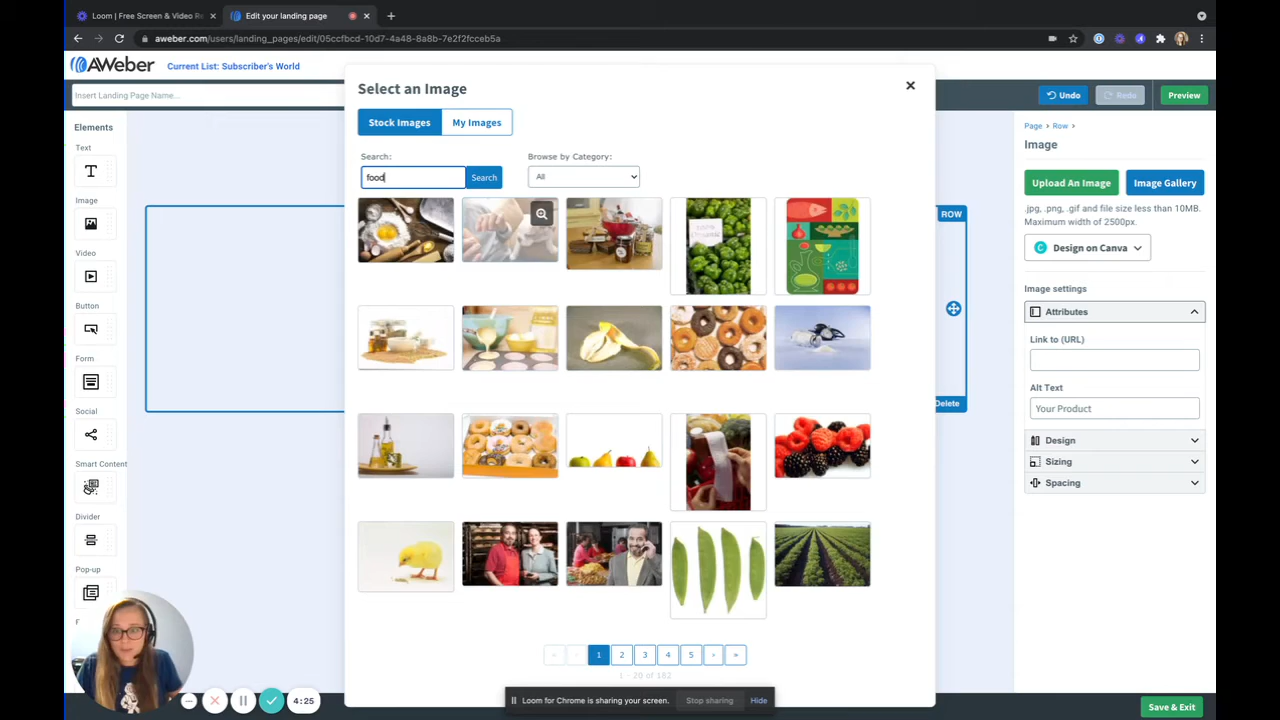 Loom | Free Screen & Video Re
Edit your landing page
aweber.com/users/landing_pages/edit/05ccfbcd-10d7-4a48-8a8b-7e2f2fcceb5a
AWeber
Current List: Subscriber's World
Insert Landing Page Name...
Undo
Redo
Preview
Elements
Text
Image
Video
Button
Form
Social
Smart Content
Divider
Pop-up
Select an Image
Stock Images
My Images
Search:
Browse by Category:
food
Search
All
« ‹ 1 2 3 4 5 › »
1 - 20 of 162
ROW
Delete
Page › Row ›
Image
Upload An Image
Image Gallery
.jpg, .png, .gif and file size less than 10MB.
Maximum width of 2500px.
Design on Canva
Image settings
Attributes
Link to (URL)
Alt Text
Your Product
Design
Sizing
Spacing
4:25
Loom for Chrome is sharing your screen.
Stop sharing
Hide
Save & Exit